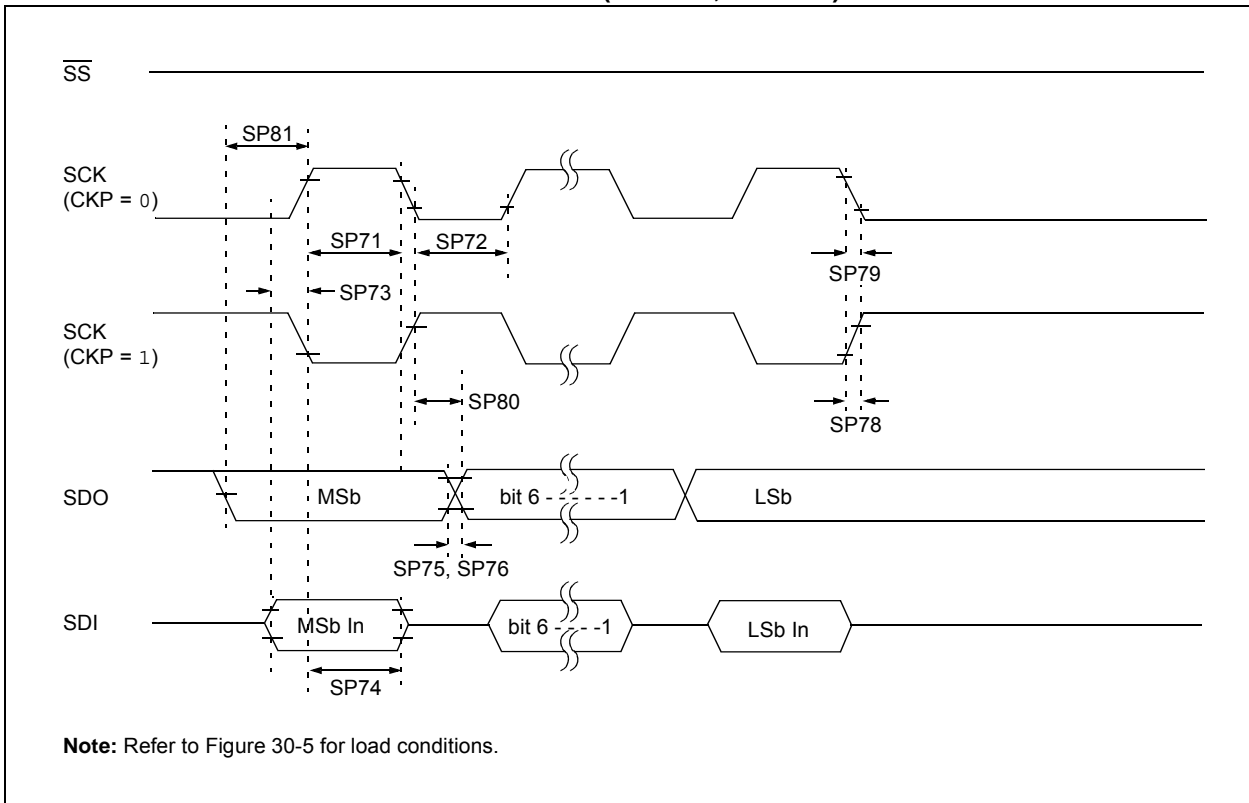 SS
SP81
SCK
(CKP = 0)
SP71
SP72
SP79
SP73
SCK
(CKP = 1)
SP80
SP78
SDO
MSb
bit 6 - - - - - -1
LSb
SP75, SP76
SDI
MSb In
bit 6 - - - -1
LSb In
SP74
Note: Refer to Figure 30-5 for load conditions.